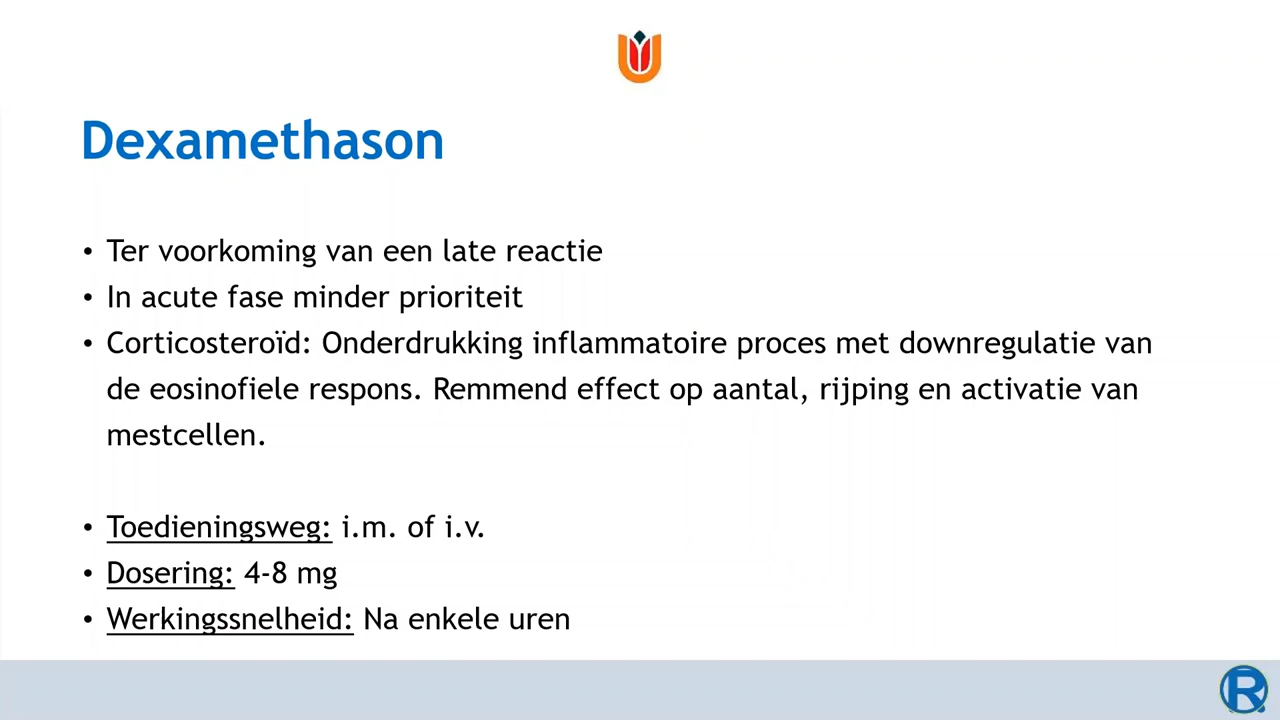 Dexamethason
• Ter voorkoming van een late reactie
• In acute fase minder prioriteit
• Corticosteroïd: Onderdrukking inflammatoire proces met downregulatie van
de eosinofiele respons. Remmend effect op aantal, rijping en activatie van
mestcellen.
• Toedieningsweg: i.m. of i.v.
• Dosering: 4-8 mg
• Werkingssnelheid: Na enkele uren
R